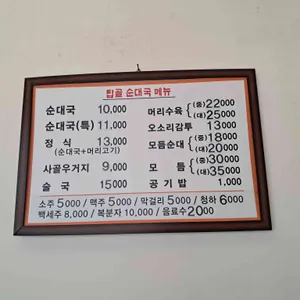 탑골 순대국 메뉴
순대국 10,000
순대국(특) 11,000
정식 13,000
(순대국+머리고기)
사골우거지 9,000
술국 15000
머리수육 (중)22000
(대)25000
오소리감투 13000
모듬순대 (중)18000
(대)20000
모듬 (중)30000
(대)35000
공기밥 1,000
소주 5000 / 맥주 5000 / 막걸리 5000 / 청하 6000
백세주 8,000 / 복분자 10,000 / 음료수2000